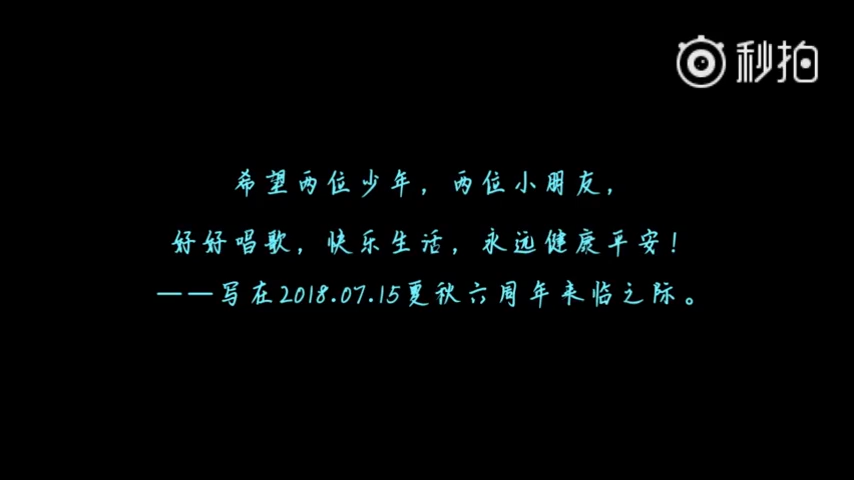 秒拍
希望两位少年，两位小朋友，
好好唱歌，快乐生活，永远健康平安！
——写在2018.07.15夏秋六周年来临之际。